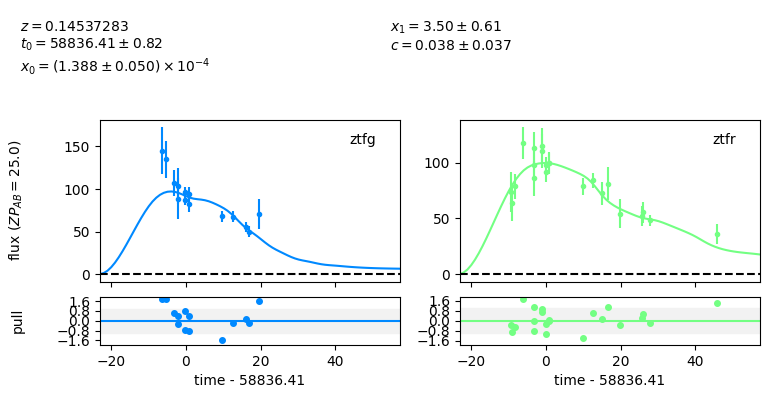 z = 0.14537283
t₀ = 58836.41 ± 0.82
x₀ = (1.388 ± 0.050) × 10⁻⁴
x₁ = 3.50 ± 0.61
c = 0.038 ± 0.037
flux (ZP_AB = 25.0)
150
100
50
0
ztfg
100
50
0
ztfr
pull
1.6
0.8
0.0
−0.8
−1.6
−20 0 20 40
time - 58836.41
1.6
0.8
0.0
−0.8
−1.6
−20 0 20 40
time - 58836.41